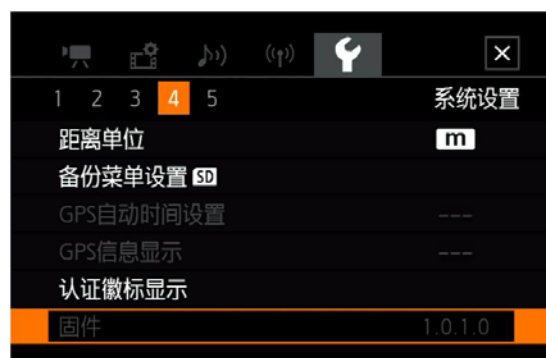 1 2 3 4 5 系统设置
距离单位 m
备份菜单设置 SD
GPS自动时间设置 ---
GPS信息显示 ---
认证徽标显示
固件 1.0.1.0